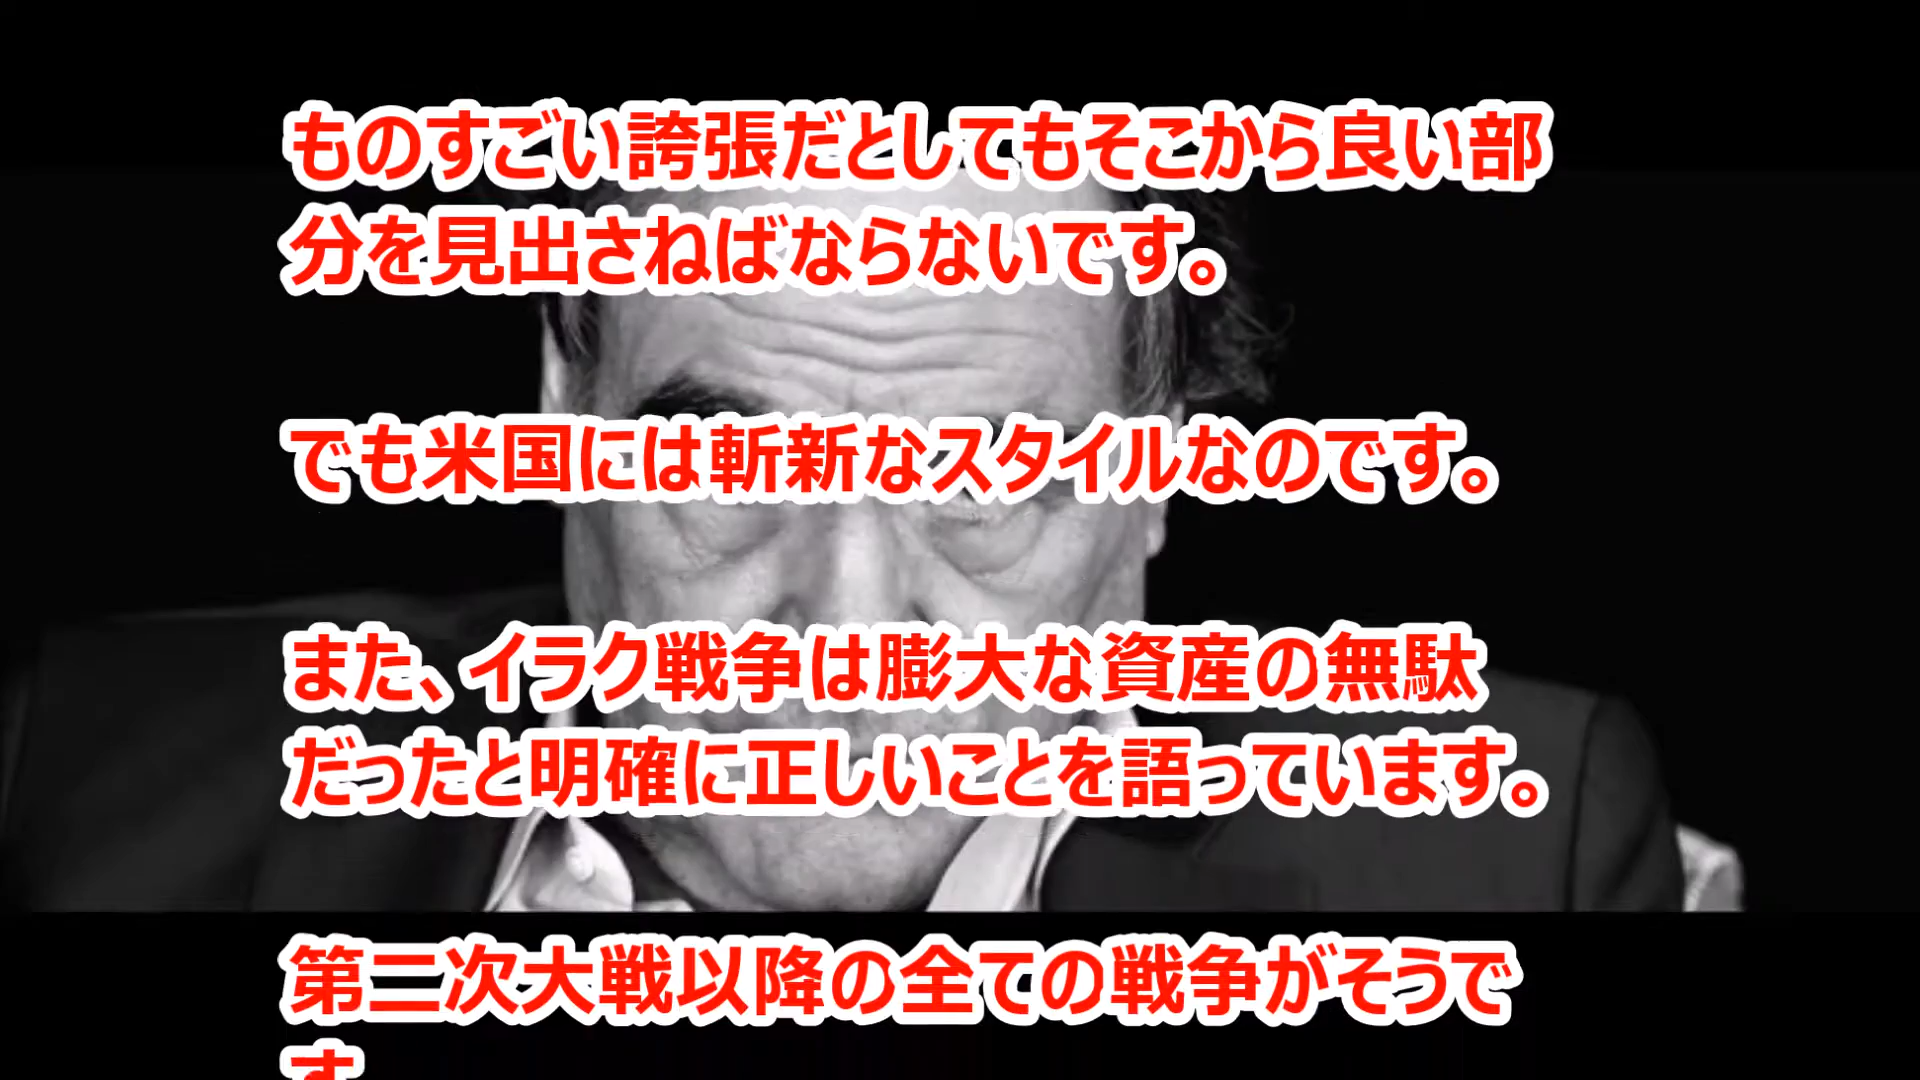 ものすごい誇張だとしてもそこから良い部
分を見出さねばならないです。
でも米国には斬新なスタイルなのです。
また、イラク戦争は膨大な資産の無駄
だったと明確に正しいことを語っています。
第二次大戦以降の全ての戦争がそうで
す